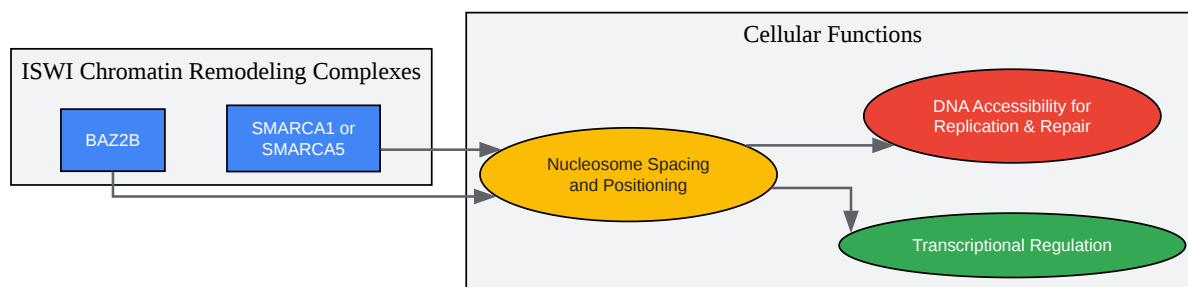 Cellular Functions
ISWI Chromatin Remodeling Complexes
BAZ2B
SMARCA1 or
SMARCA5
Nucleosome Spacing
and Positioning
DNA Accessibility for
Replication & Repair
Transcriptional Regulation